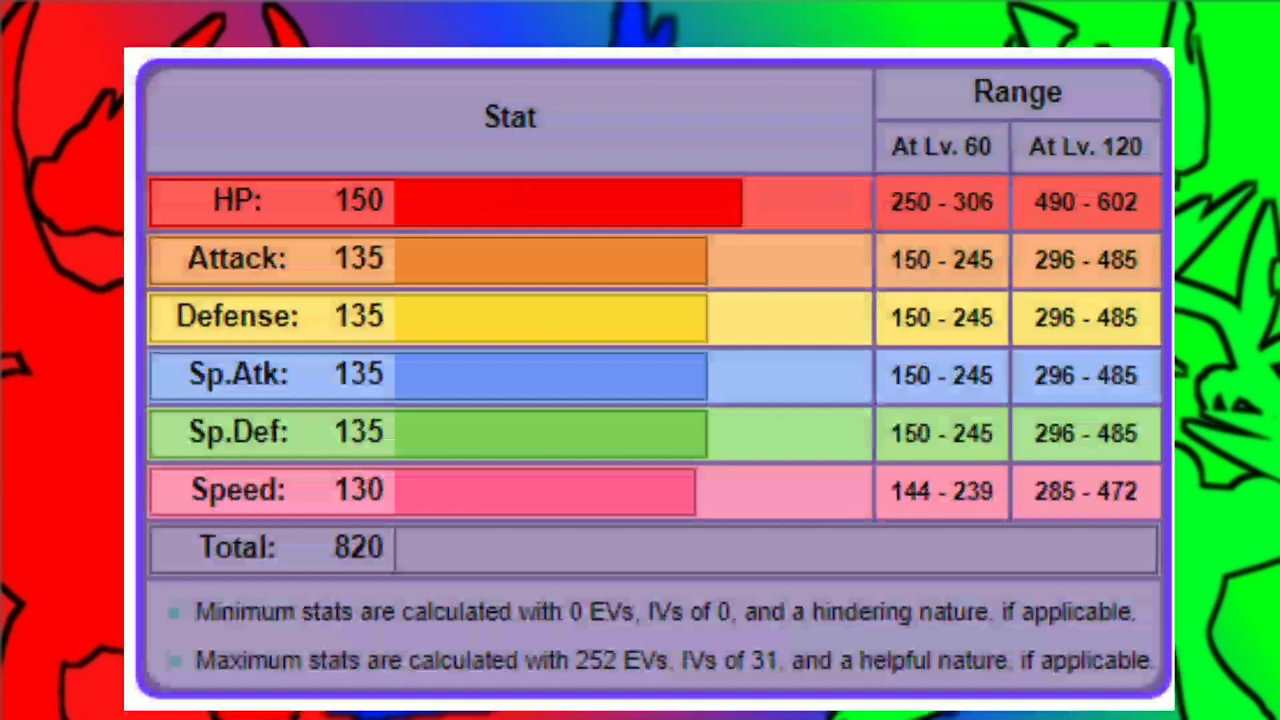 Stat
Range
At Lv. 60 At Lv. 120
HP: 150 250 - 306 490 - 602
Attack: 135 150 - 245 296 - 485
Defense: 135 150 - 245 296 - 485
Sp.Atk: 135 150 - 245 296 - 485
Sp.Def: 135 150 - 245 296 - 485
Speed: 130 144 - 239 285 - 472
Total: 820
Minimum stats are calculated with 0 EVs, IVs of 0, and a hindering nature, if applicable.
Maximum stats are calculated with 252 EVs, IVs of 31, and a helpful nature, if applicable.